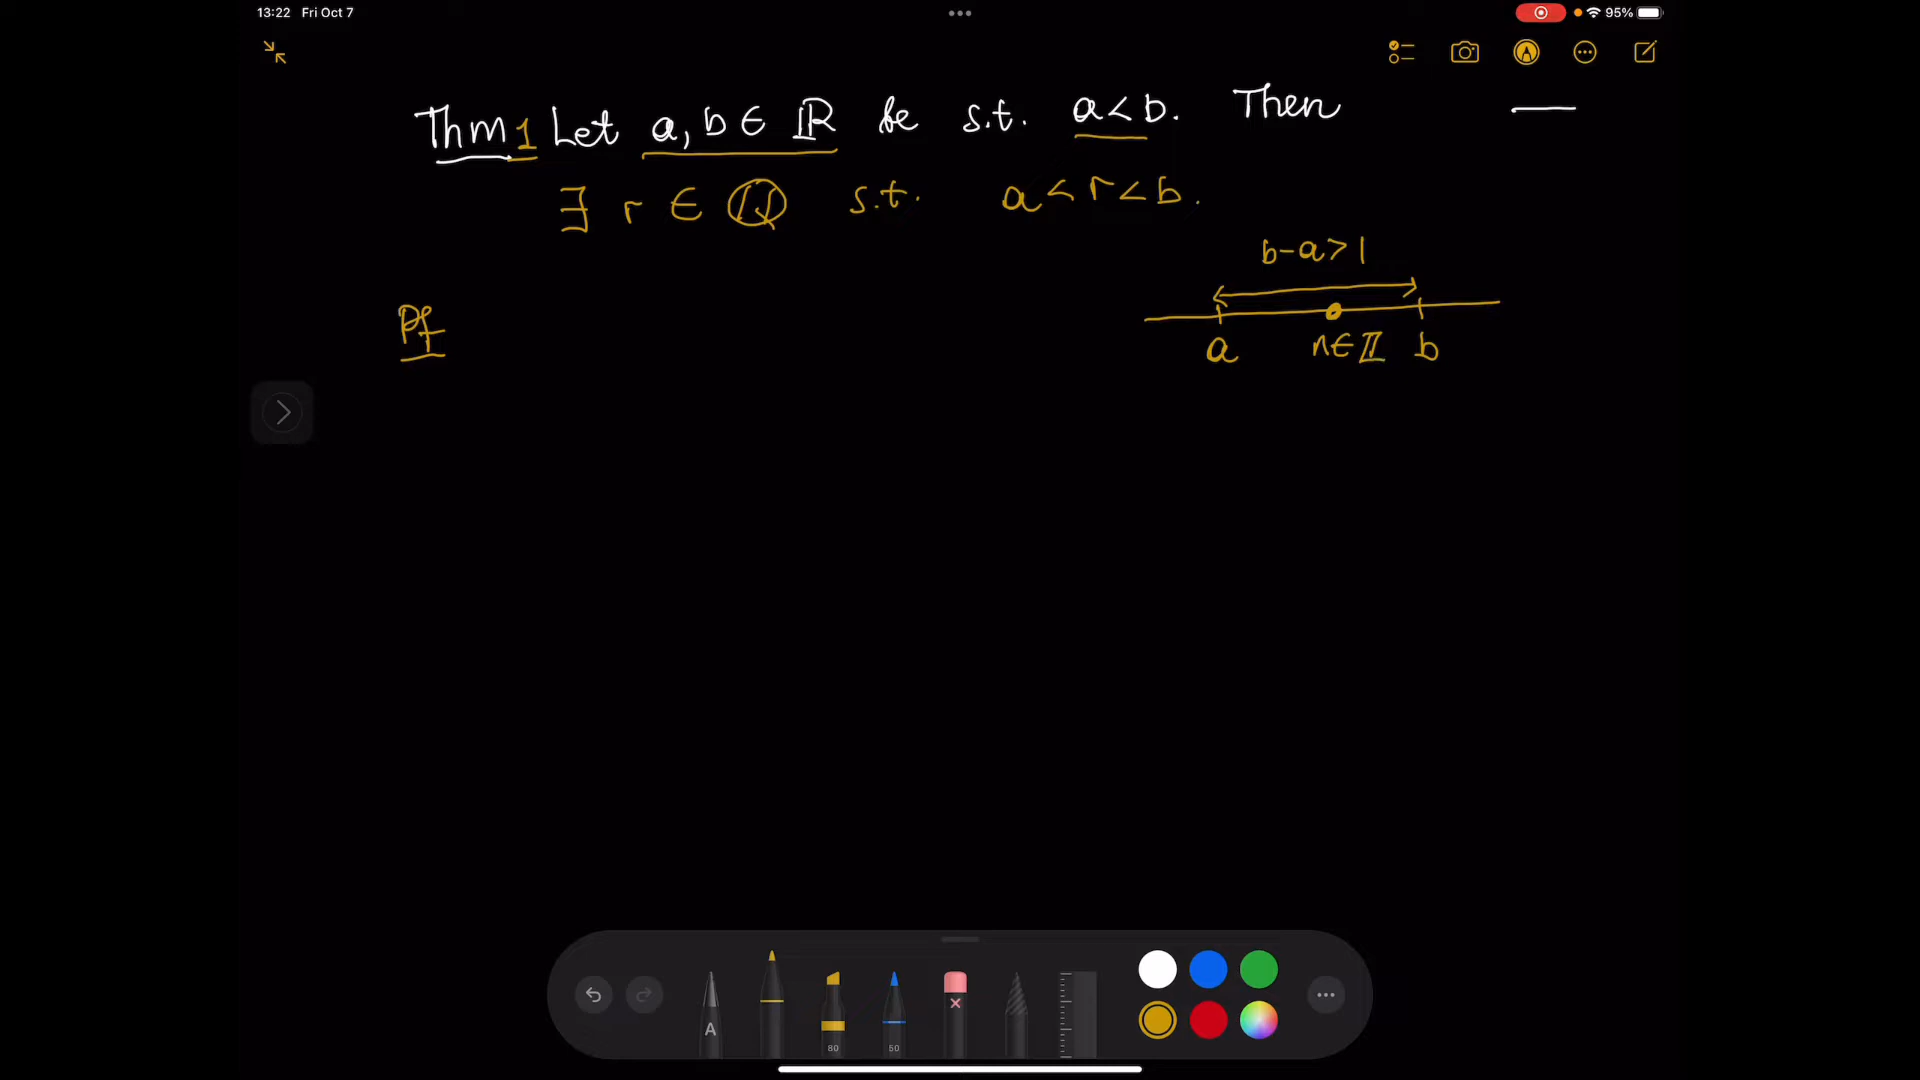 13:22 Fri Oct 7
95%
Thm 1 Let a, b ∈ ℝ be s.t. a < b. Then
∃ r ∈ ℚ s.t. a < r < b.
b - a > 1
Pf
a n ∈ ℤ b
A 80 50